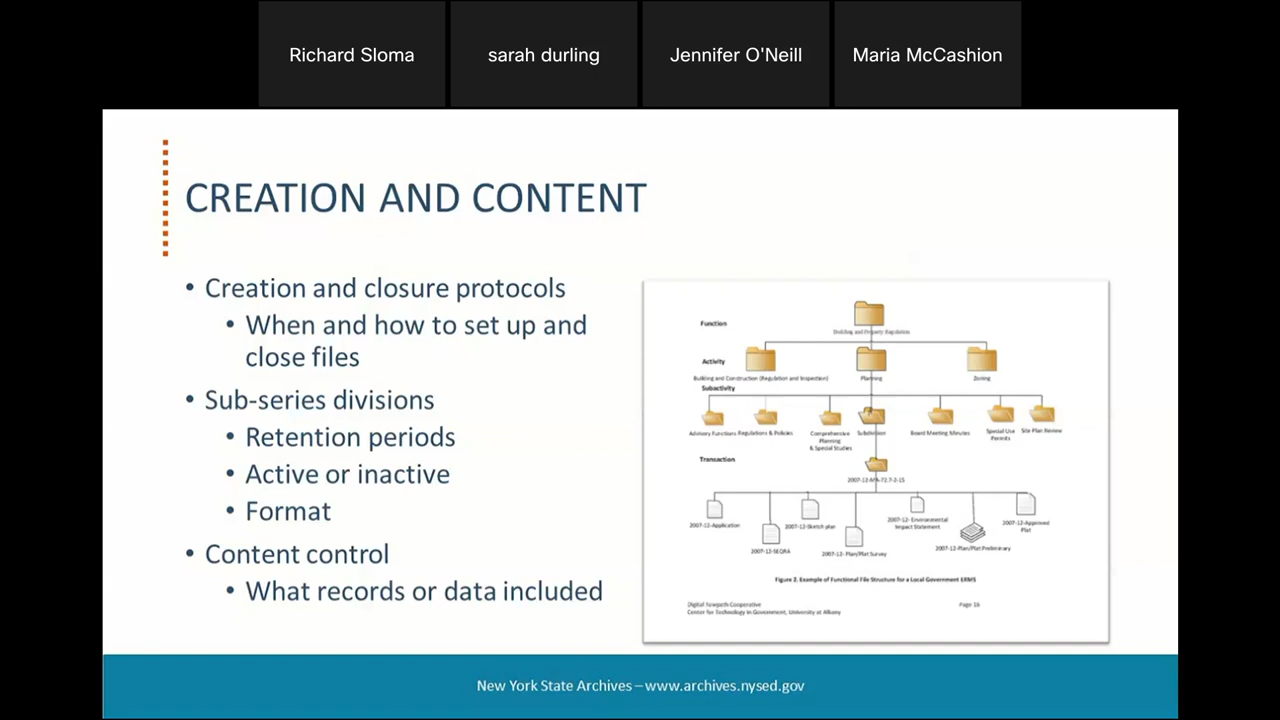 Richard Sloma
sarah durling
Jennifer O'Neill
Maria McCashion
CREATION AND CONTENT
• Creation and closure protocols
• When and how to set up and
close files
• Sub-series divisions
• Retention periods
• Active or inactive
• Format
• Content control
• What records or data included
Function
Building and Property Regulation
Activity
Building and Construction (Regulation and Inspection)
Planning
Zoning
Subactivity
Advisory Functions
Regulations & Policies
Comprehensive
Planning
& Special Studies
Subdivision
Board Meeting Minutes
Special Use
Permits
Site Plan Review
Transaction
2007-12-Application
2007-12-SEQRA
2007-12-Sketch plan
2007-12- Plan/Plat Survey
2007-12- Environmental
Impact Statement
2007-12-Plan/Plat Preliminary
2007-12-Approved
Plat
Figure 2. Example of Functional File Structure for a Local Government ERMS
Digital Towpath Cooperative
Center for Technology in Government, University at Albany
Page 16
New York State Archives – www.archives.nysed.gov